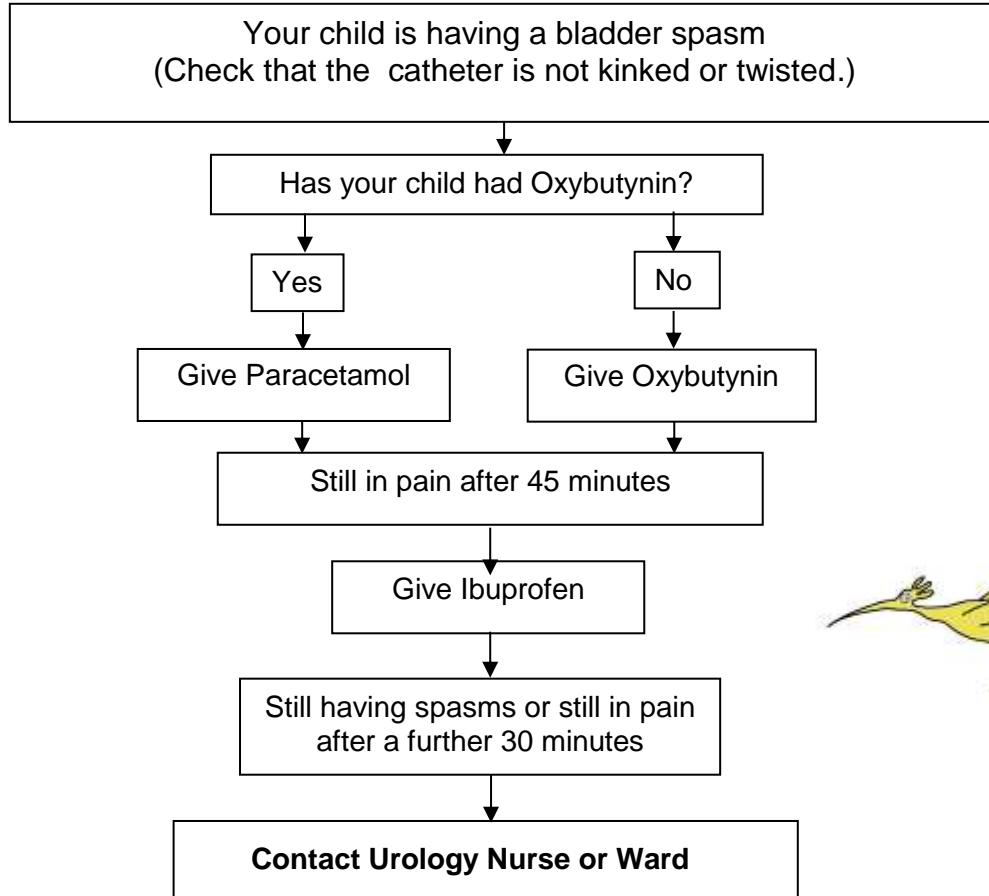 Your child is having a bladder spasm
(Check that the catheter is not kinked or twisted.)
Has your child had Oxybutynin?
Yes
No
Give Paracetamol
Give Oxybutynin
Still in pain after 45 minutes
Give Ibuprofen
Still having spasms or still in pain
after a further 30 minutes
Contact Urology Nurse or Ward